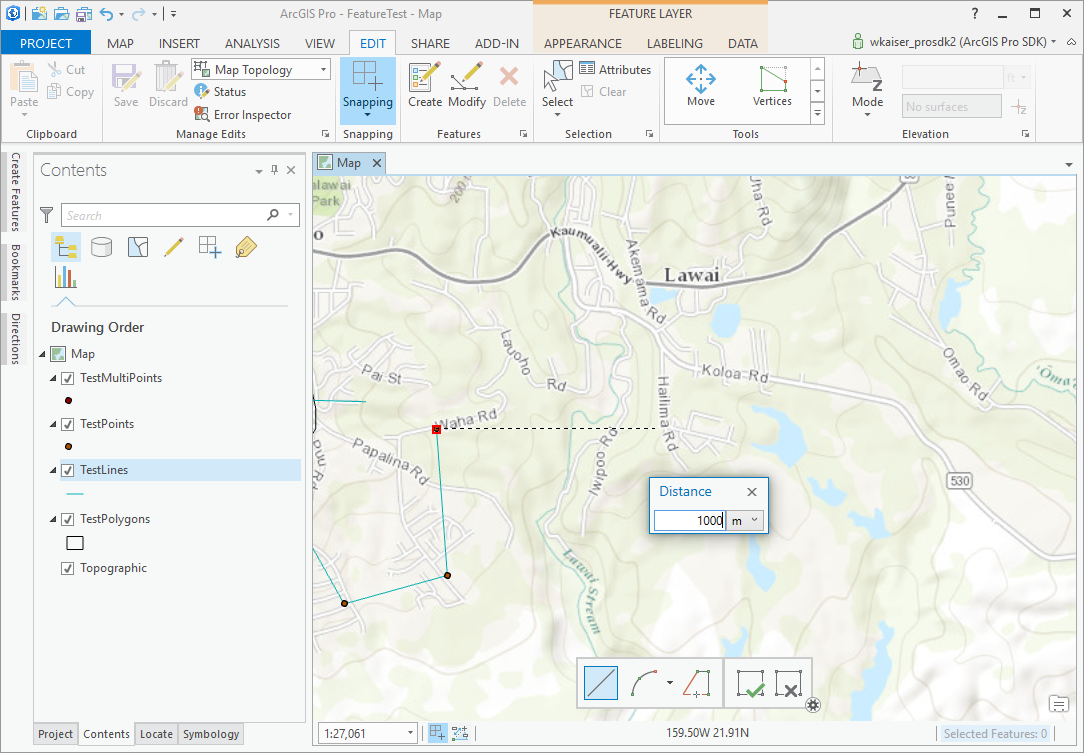 ArcGIS Pro - FeatureTest - Map
FEATURE LAYER
?
PROJECT MAP INSERT ANALYSIS VIEW EDIT SHARE ADD-IN APPEARANCE LABELING DATA
wkaiser_prosdk2 (ArcGIS Pro SDK)
Paste
Cut
Copy
Clipboard
Save
Discard
Map Topology
Status
Error Inspector
Manage Edits
Snapping
Snapping
Create
Modify
Delete
Features
Select
Attributes
Clear
Selection
Move
Vertices
Tools
Mode
ft
No surfaces
Elevation
Create Features
Bookmarks
Directions
Contents
Search
Drawing Order
Map
TestMultiPoints
TestPoints
TestLines
TestPolygons
Topographic
Project
Contents
Locate
Symbology
Map
Park
200
Kaumualii Hwy
Akemama Rd
Uha-Rd
Punee
Lawai
Lauoho Rd
Pai St
Koloa-Rd
Hailima Rd
Omao Rd
Waha Rd
Papalina Rd
Puu Rd
Iwipoo Rd
530
Distance
1000 m
Lawai Stream
1:27,061
159.50W 21.91N
Selected Features: 0